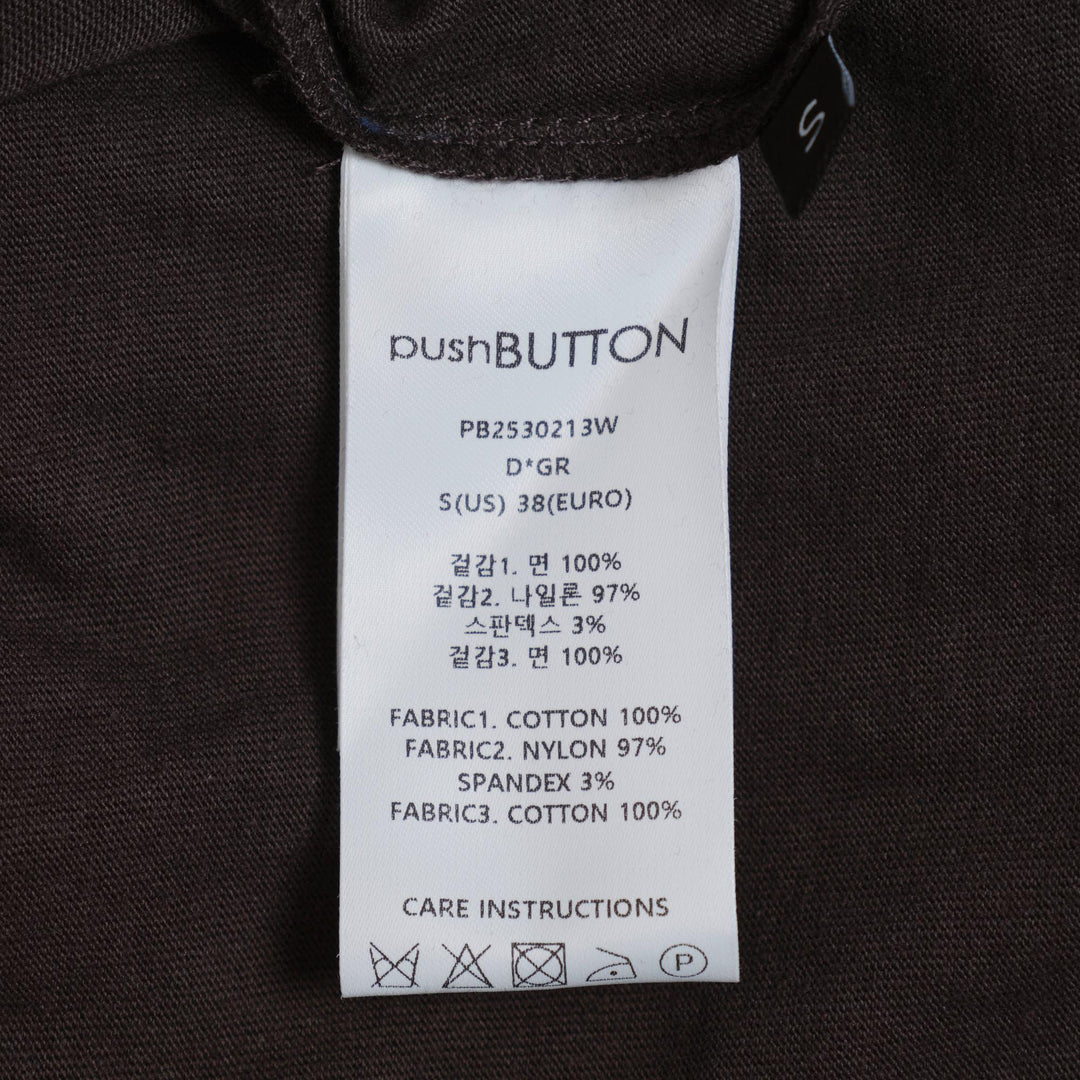 S
pushBUTTON
PB2530213W
D*GR
S(US) 38(EURO)
겉감1. 면 100%
겉감2. 나일론 97%
스판덱스 3%
겉감3. 면 100%
FABRIC1. COTTON 100%
FABRIC2. NYLON 97%
SPANDEX 3%
FABRIC3. COTTON 100%
CARE INSTRUCTIONS
P